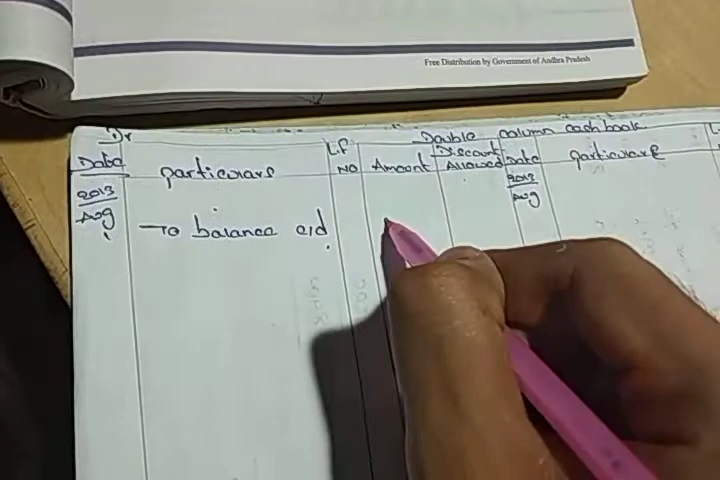 Free Distribution by Government of Andhra Pradesh
Dr Double column cash book
Date particulars L.F NO Amount Discount Allowed Date particulars L
2013 2013
Aug Aug
1 To balance c/d